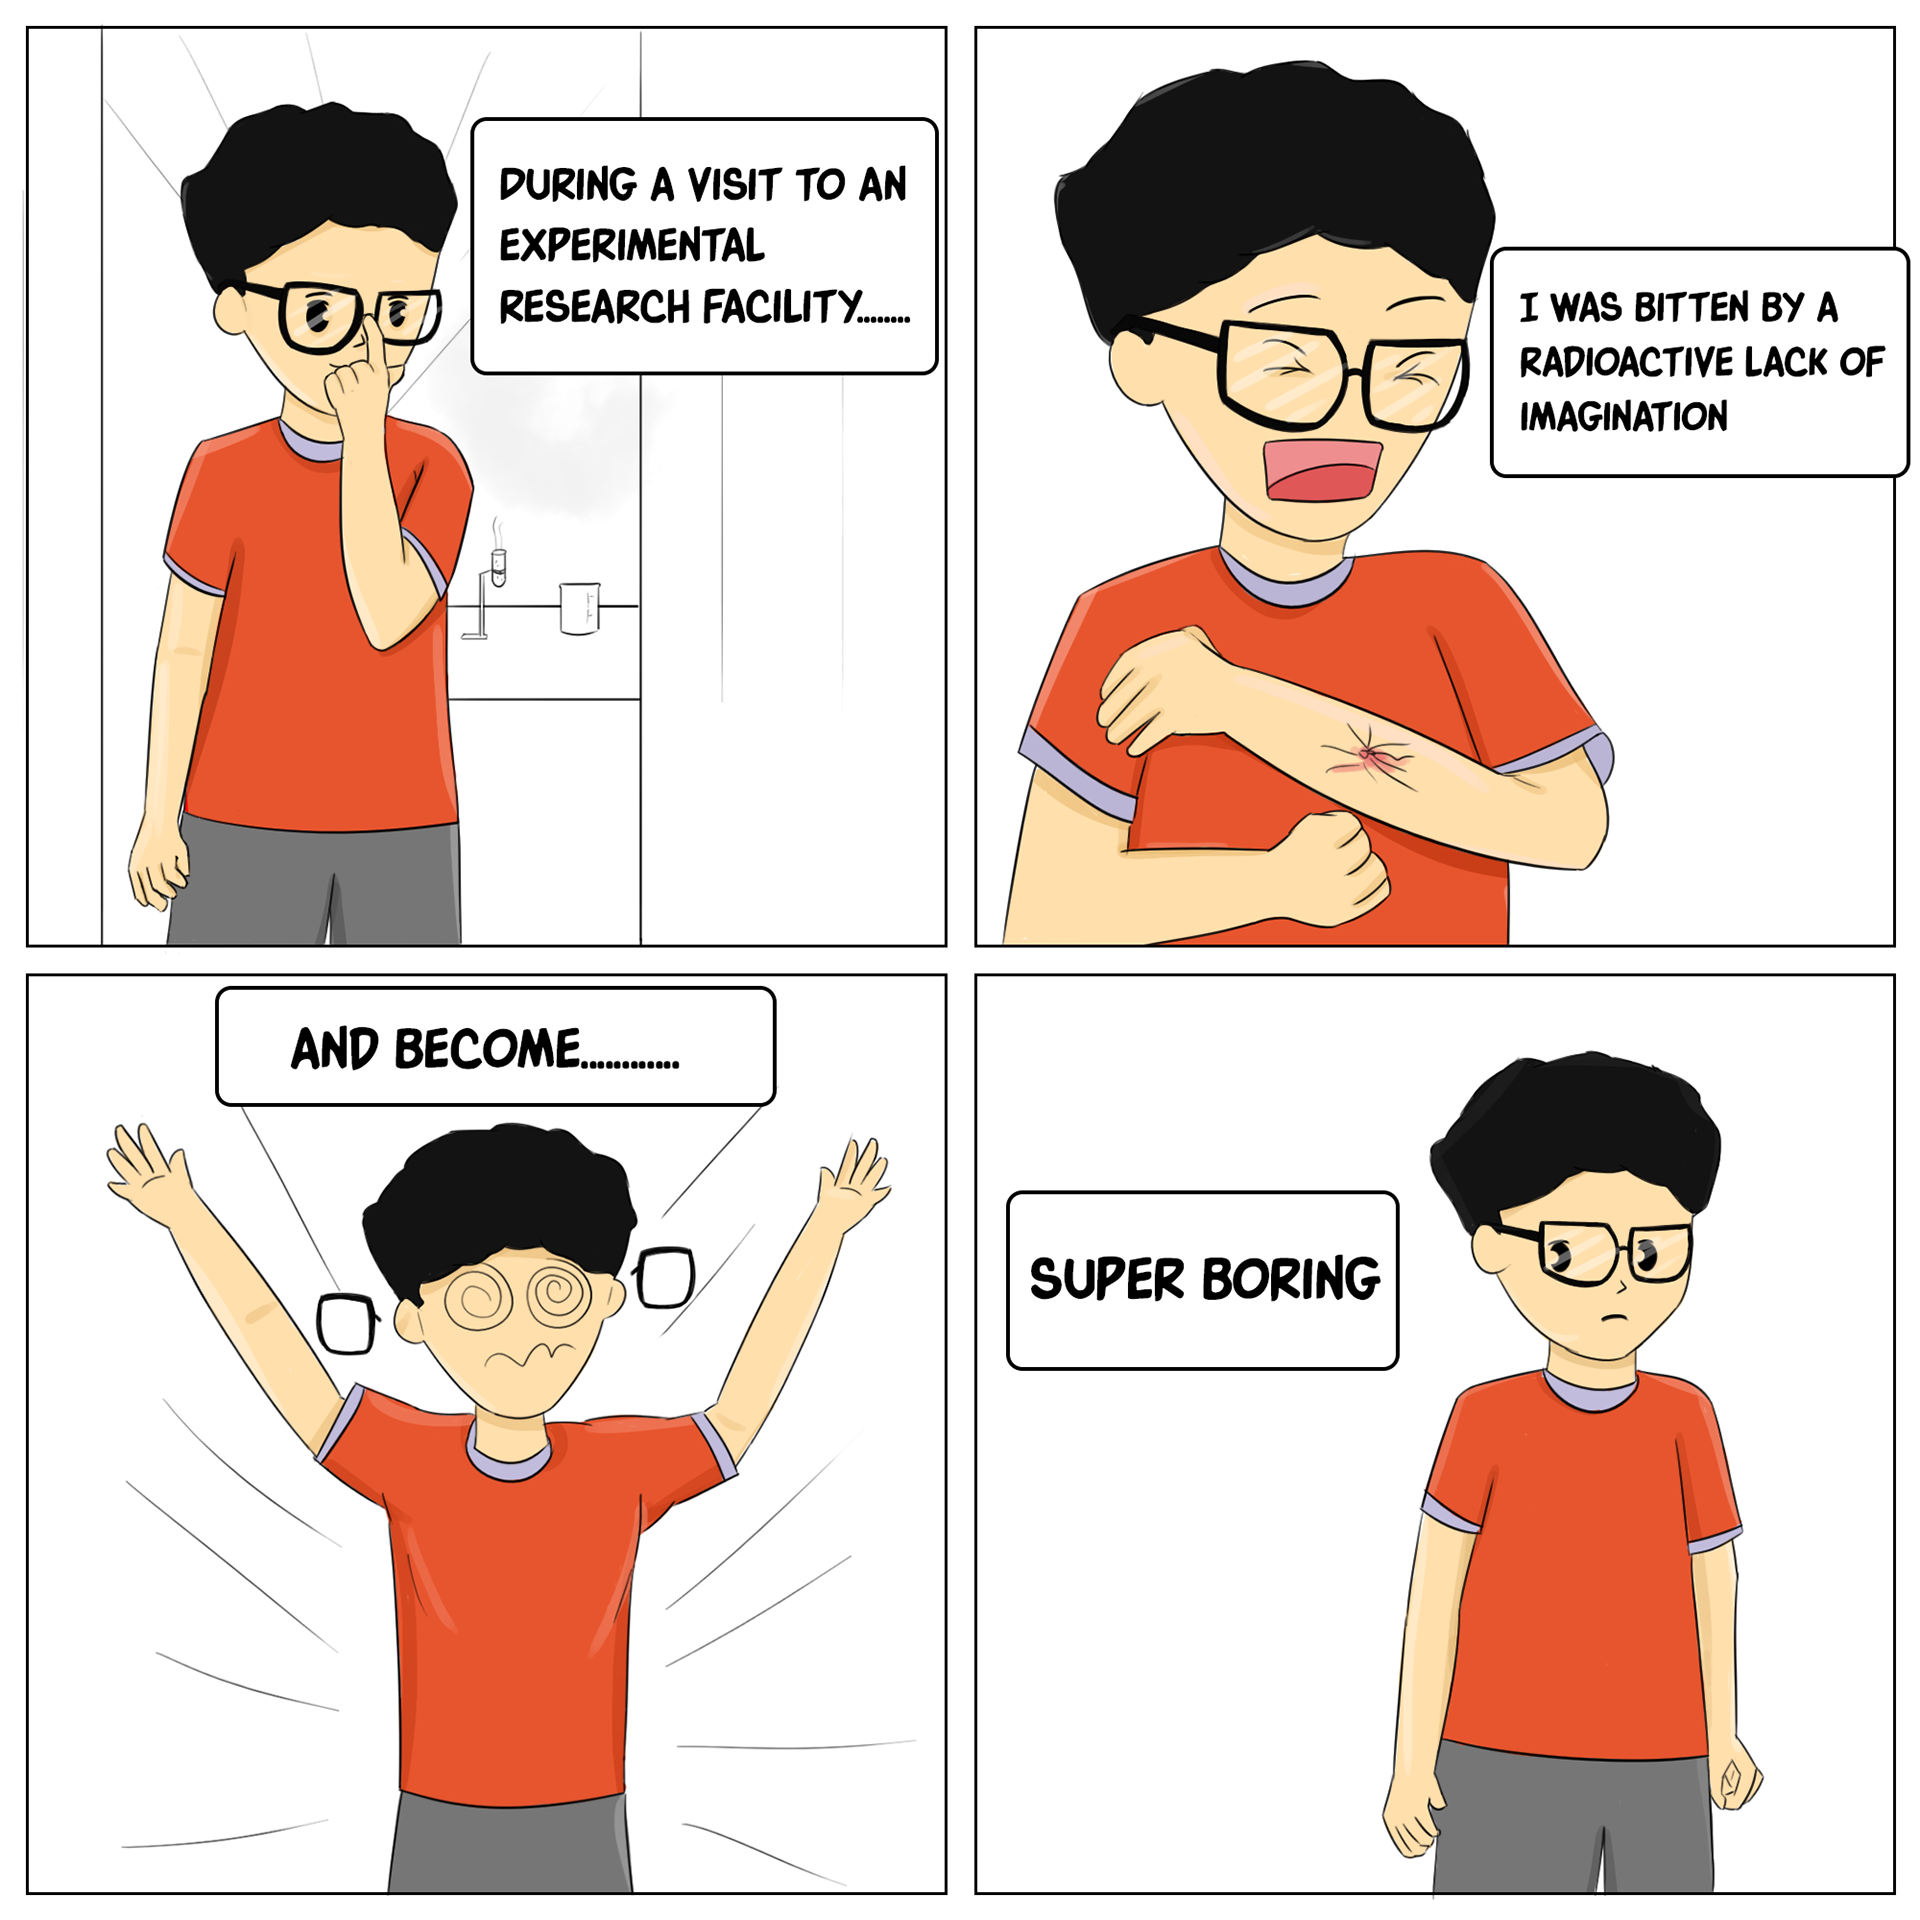 DURING A VISIT TO AN
EXPERIMENTAL
RESEARCH FACILITY........
I WAS BITTEN BY A
RADIOACTIVE LACK OF
IMAGINATION
AND BECOME............
SUPER BORING